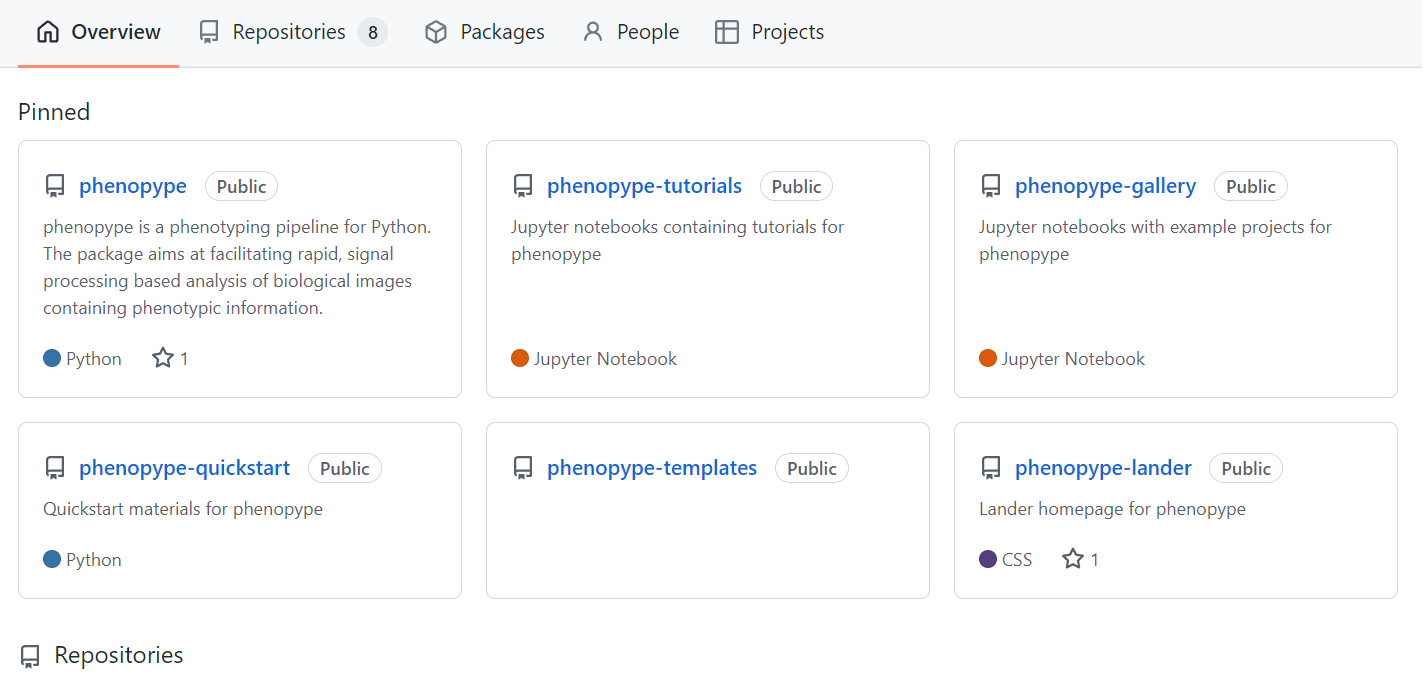 Overview Repositories 8 Packages People Projects
Pinned
phenopype Public
phenopype is a phenotyping pipeline for Python.
The package aims at facilitating rapid, signal
processing based analysis of biological images
containing phenotypic information.
Python 1
phenopype-tutorials Public
Jupyter notebooks containing tutorials for
phenopype
Jupyter Notebook
phenopype-gallery Public
Jupyter notebooks with example projects for
phenopype
Jupyter Notebook
phenopype-quickstart Public
Quickstart materials for phenopype
Python
phenopype-templates Public
phenopype-lander Public
Lander homepage for phenopype
CSS 1
Repositories